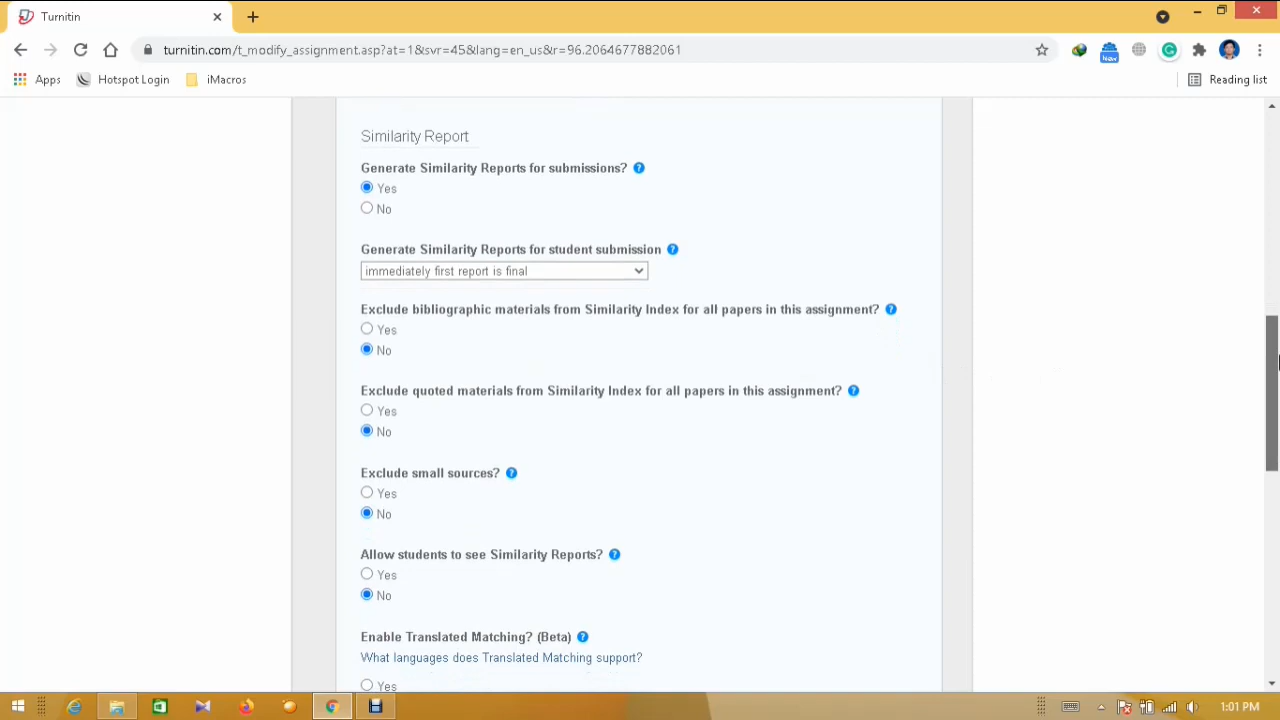 Turnitin
turnitin.com/t_modify_assignment.asp?at=1&svr=45&lang=en_us&r=96.2064677882061
New
Apps
Hotspot Login
iMacros
Reading list
Similarity Report
Generate Similarity Reports for submissions?
Yes
No
Generate Similarity Reports for student submission
immediately first report is final
Exclude bibliographic materials from Similarity Index for all papers in this assignment?
Yes
No
Exclude quoted materials from Similarity Index for all papers in this assignment?
Yes
No
Exclude small sources?
Yes
No
Allow students to see Similarity Reports?
Yes
No
Enable Translated Matching? (Beta)
What languages does Translated Matching support?
Yes
1:01 PM